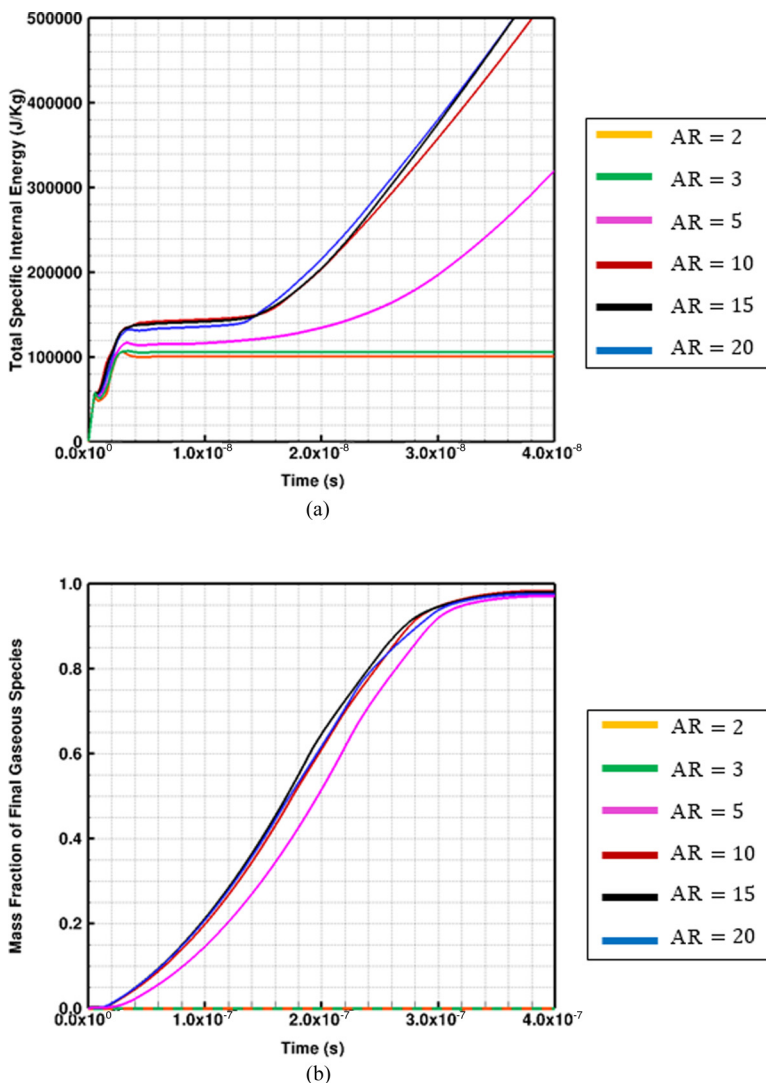 500000
400000
300000
200000
100000
0
Total Specific Internal Energy (J/Kg)
0.0x10⁰
1.0x10⁻⁸
2.0x10⁻⁸
3.0x10⁻⁸
4.0x10⁻⁸
Time (s)
AR = 2
AR = 3
AR = 5
AR = 10
AR = 15
AR = 20
(a)
1.0
0.8
0.6
0.4
0.2
0.0
Mass Fraction of Final Gaseous Species
0.0x10⁰
1.0x10⁻⁷
2.0x10⁻⁷
3.0x10⁻⁷
4.0x10⁻⁷
Time (s)
AR = 2
AR = 3
AR = 5
AR = 10
AR = 15
AR = 20
(b)